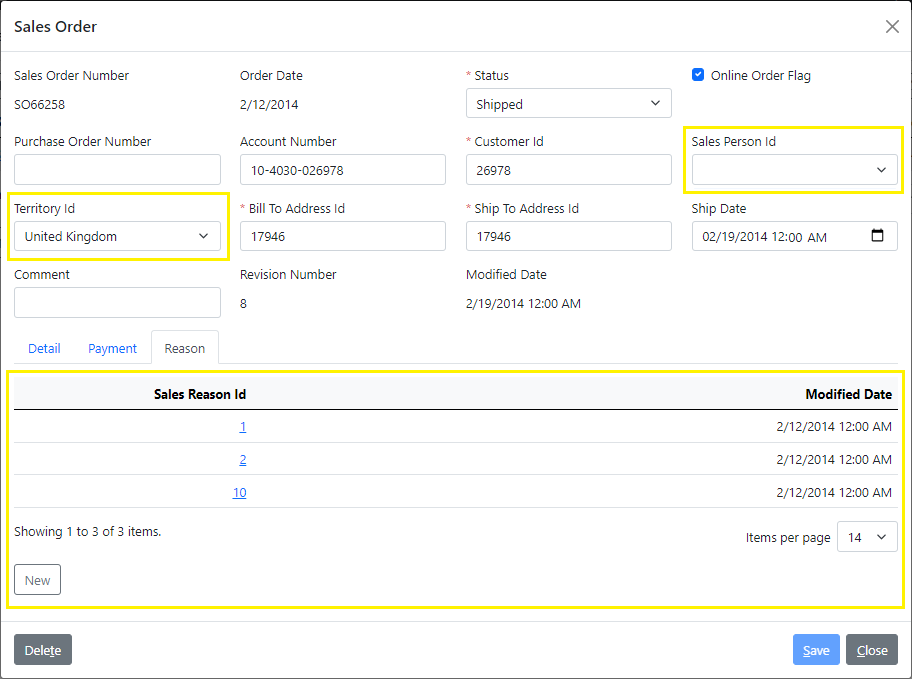 Sales Order
Sales Order Number Order Date * Status Online Order Flag
SO66258 2/12/2014 Shipped
Purchase Order Number Account Number * Customer Id Sales Person Id
10-4030-026978 26978
Territory Id * Bill To Address Id * Ship To Address Id Ship Date
United Kingdom 17946 17946 02/19/2014 12:00 AM
Comment Revision Number Modified Date
8 2/19/2014 12:00 AM
Detail Payment Reason
Sales Reason Id Modified Date
1 2/12/2014 12:00 AM
2 2/12/2014 12:00 AM
10 2/12/2014 12:00 AM
Showing 1 to 3 of 3 items. Items per page 14
New
Delete Save Close